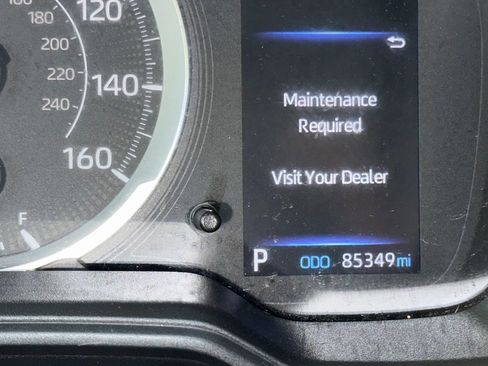 120
140
160
180
200
220
240
F
Maintenance
Required
Visit Your Dealer
P ODO 85349 mi